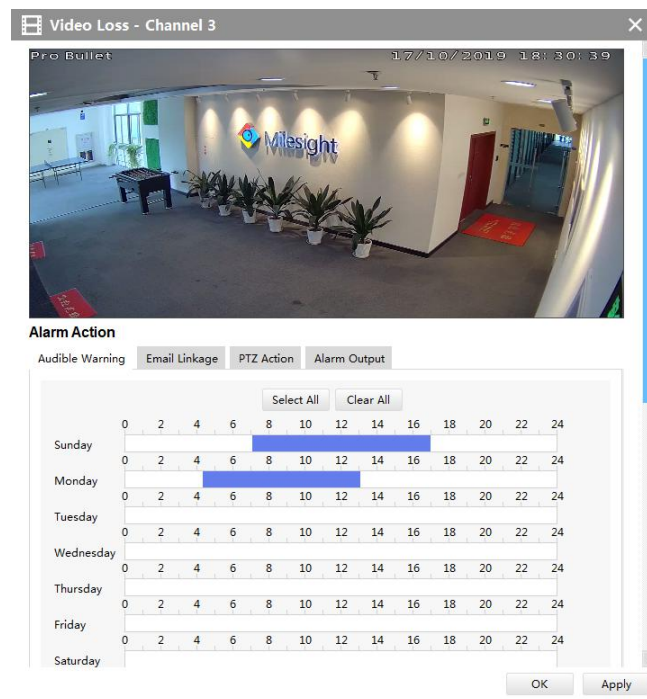 Video Loss - Channel 3
Pro Bullet 17/10/2019 18:30:39
Milesight
Alarm Action
Audible Warning Email Linkage PTZ Action Alarm Output
Select All Clear All
0 2 4 6 8 10 12 14 16 18 20 22 24
Sunday
0 2 4 6 8 10 12 14 16 18 20 22 24
Monday
0 2 4 6 8 10 12 14 16 18 20 22 24
Tuesday
0 2 4 6 8 10 12 14 16 18 20 22 24
Wednesday
0 2 4 6 8 10 12 14 16 18 20 22 24
Thursday
0 2 4 6 8 10 12 14 16 18 20 22 24
Friday
0 2 4 6 8 10 12 14 16 18 20 22 24
Saturday
OK Apply